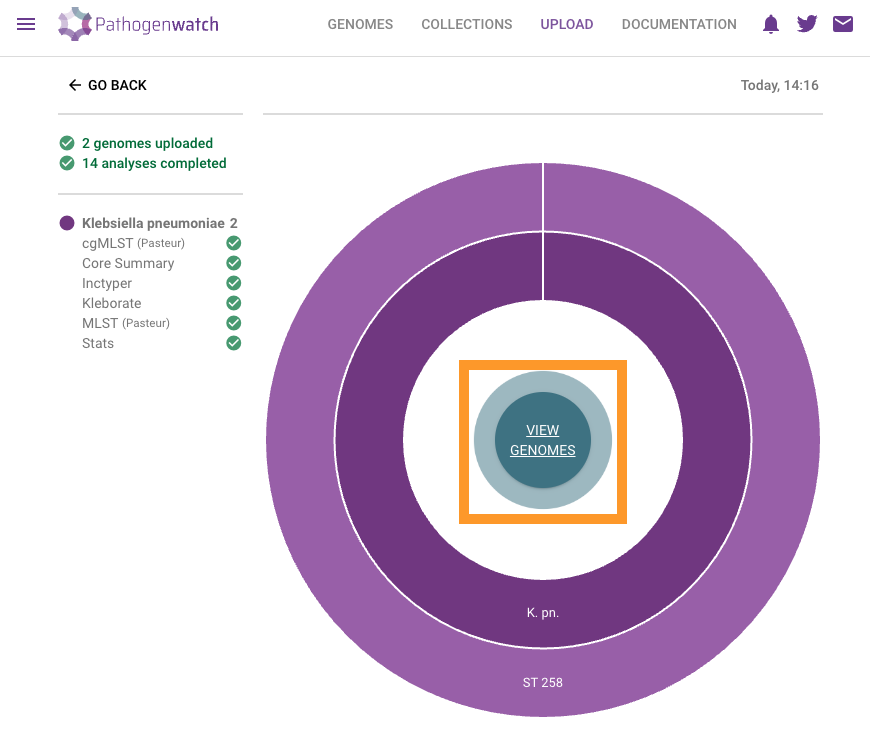 Pathogenwatch
GENOMES COLLECTIONS UPLOAD DOCUMENTATION
GO BACK
Today, 14:16
2 genomes uploaded
14 analyses completed
Klebsiella pneumoniae 2
cgMLST (Pasteur)
Core Summary
Inctyper
Kleborate
MLST (Pasteur)
Stats
VIEW
GENOMES
K. pn.
ST 258